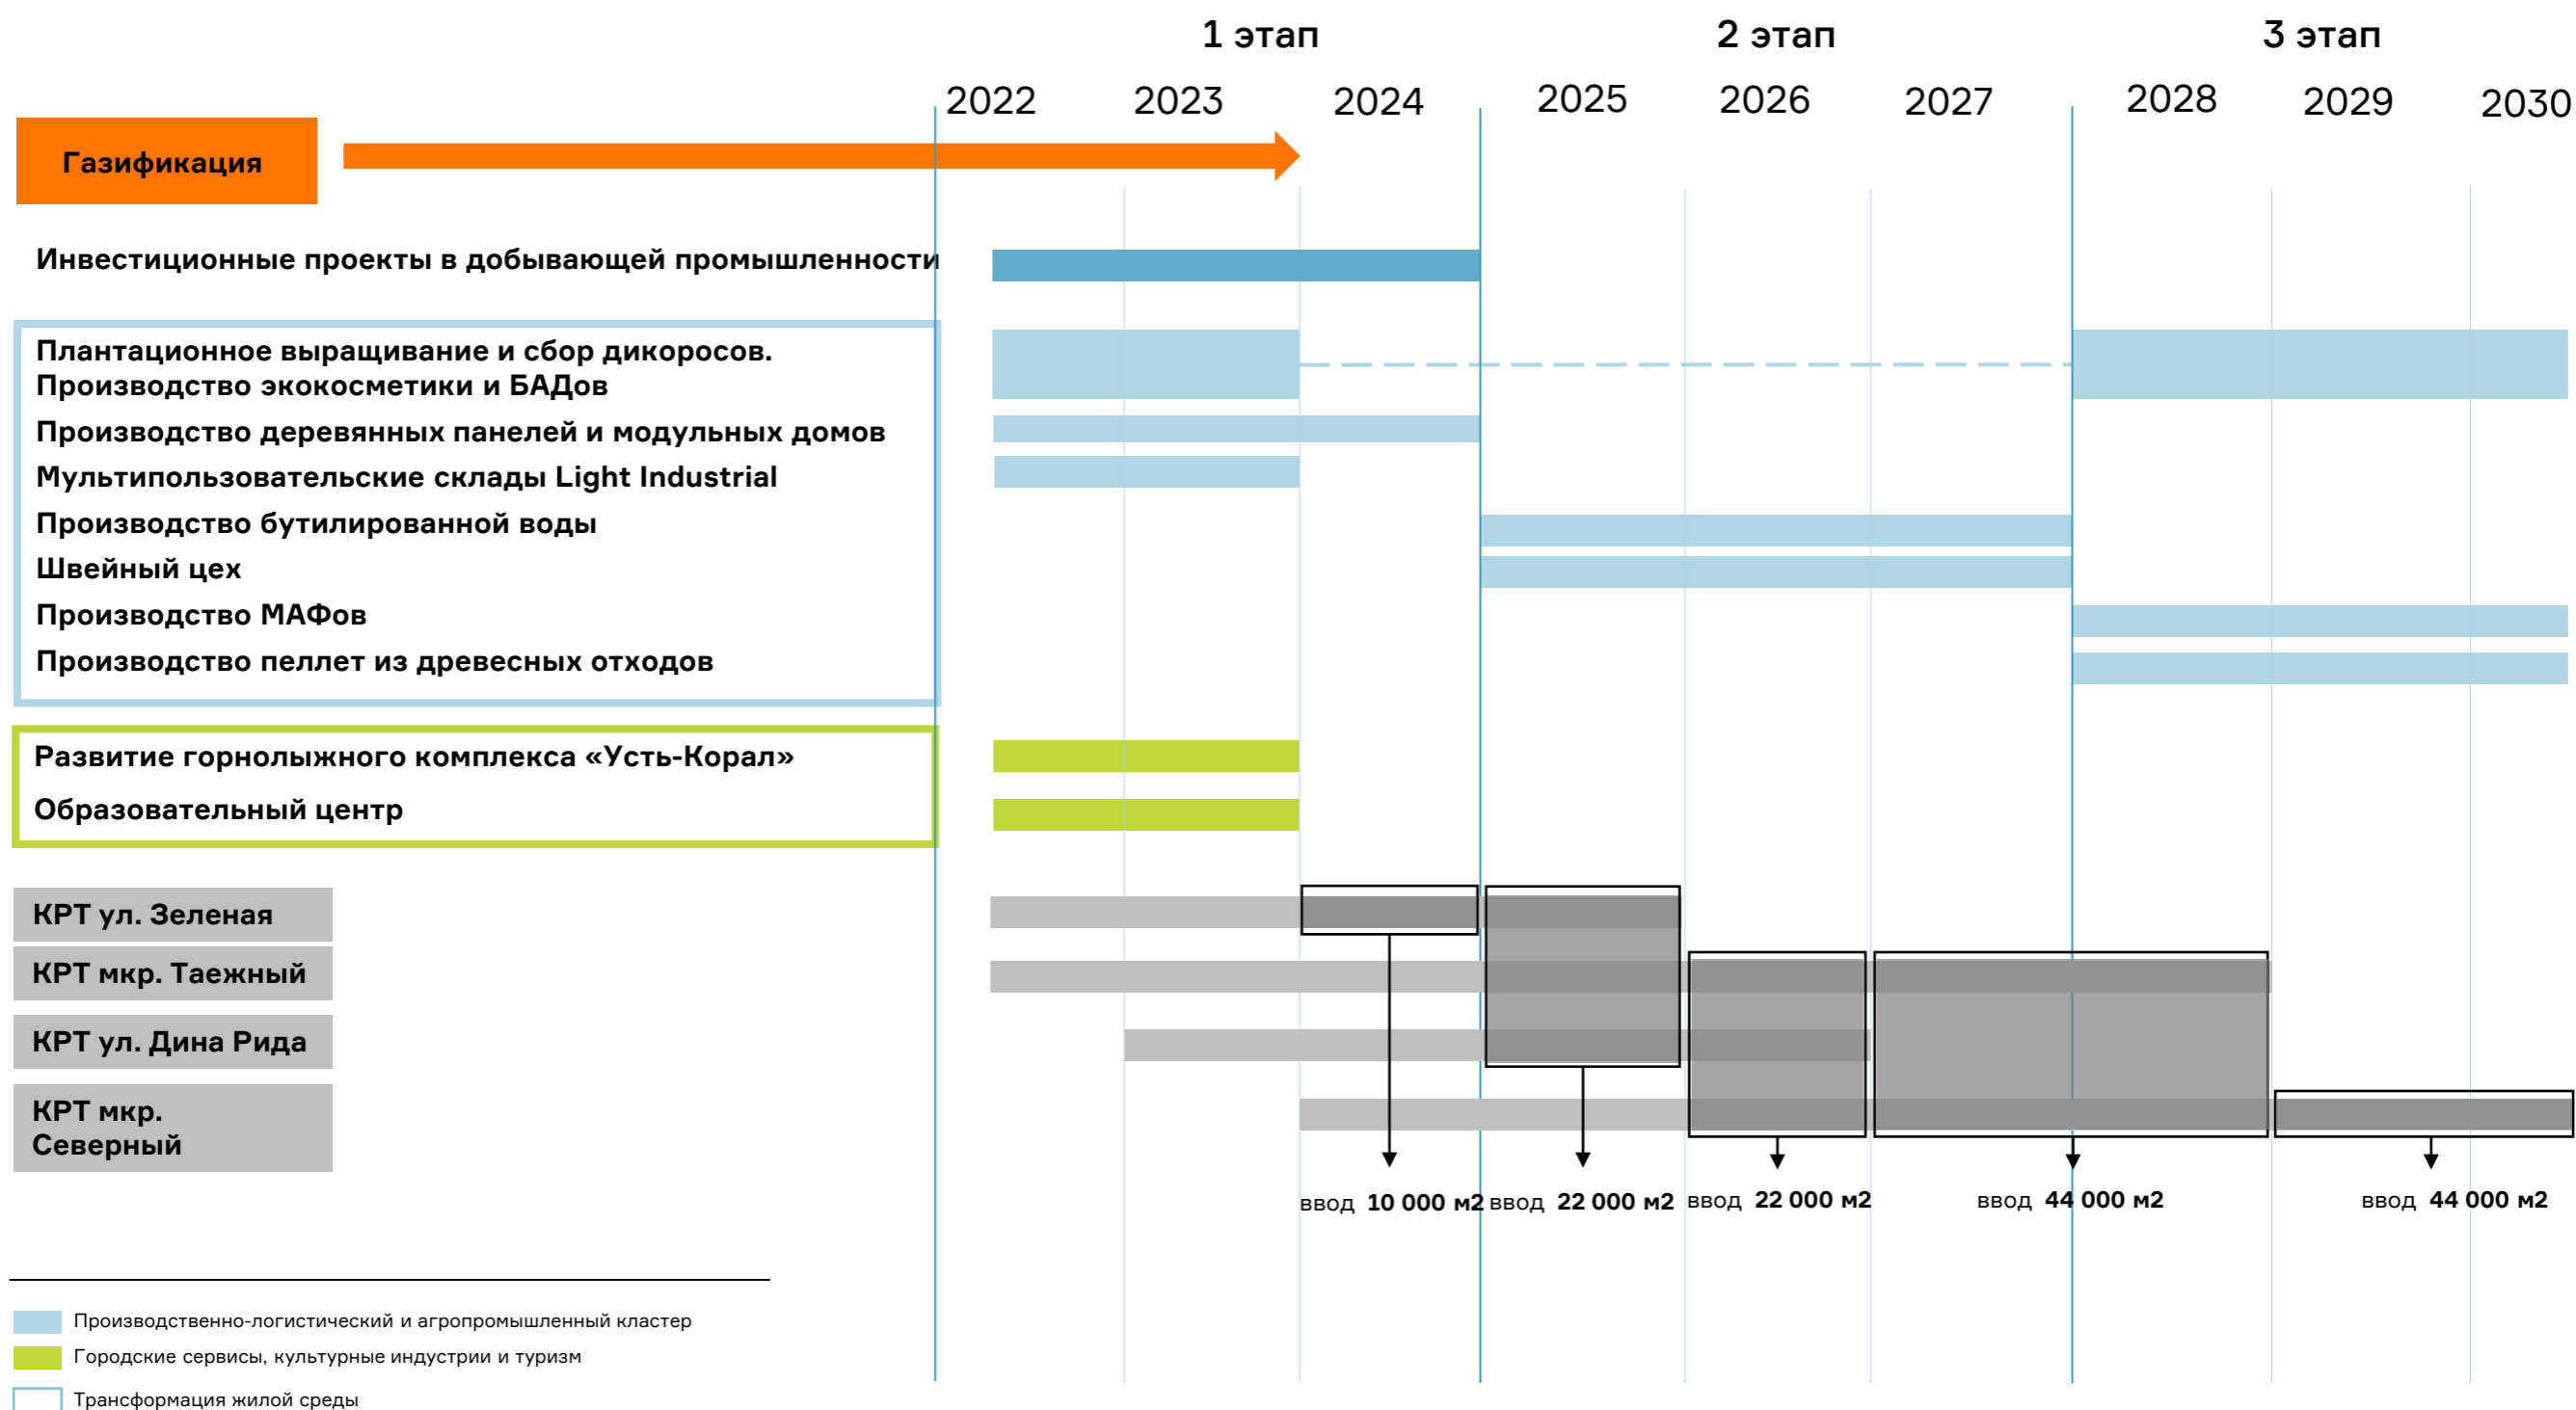 1 этап 2 этап 3 этап
2022 2023 2024 2025 2026 2027 2028 2029 2030
Газификация
Инвестиционные проекты в добывающей промышленности
Плантационное выращивание и сбор дикоросов.
Производство экокосметики и БАДов
Производство деревянных панелей и модульных домов
Мультипользовательские склады Light Industrial
Производство бутилированной воды
Швейный цех
Производство МАФов
Производство пеллет из древесных отходов
Развитие горнолыжного комплекса «Усть-Корал»
Образовательный центр
КРТ ул. Зеленая
КРТ мкр. Таежный
КРТ ул. Дина Рида
КРТ мкр.
Северный
ввод 10 000 м2 ввод 22 000 м2 ввод 22 000 м2 ввод 44 000 м2 ввод 44 000 м2
Производственно-логистический и агропромышленный кластер
Городские сервисы, культурные индустрии и туризм
Трансформация жилой среды